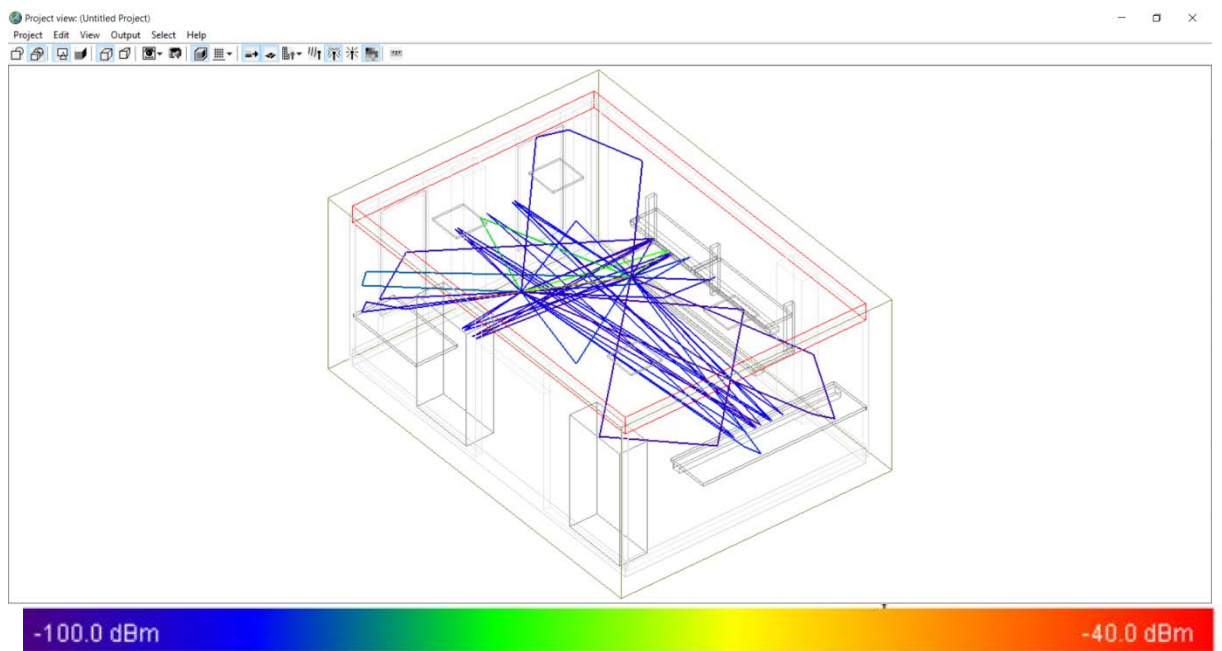 Project view: (Untitled Project)
Project Edit View Output Select Help
-100.0 dBm -40.0 dBm